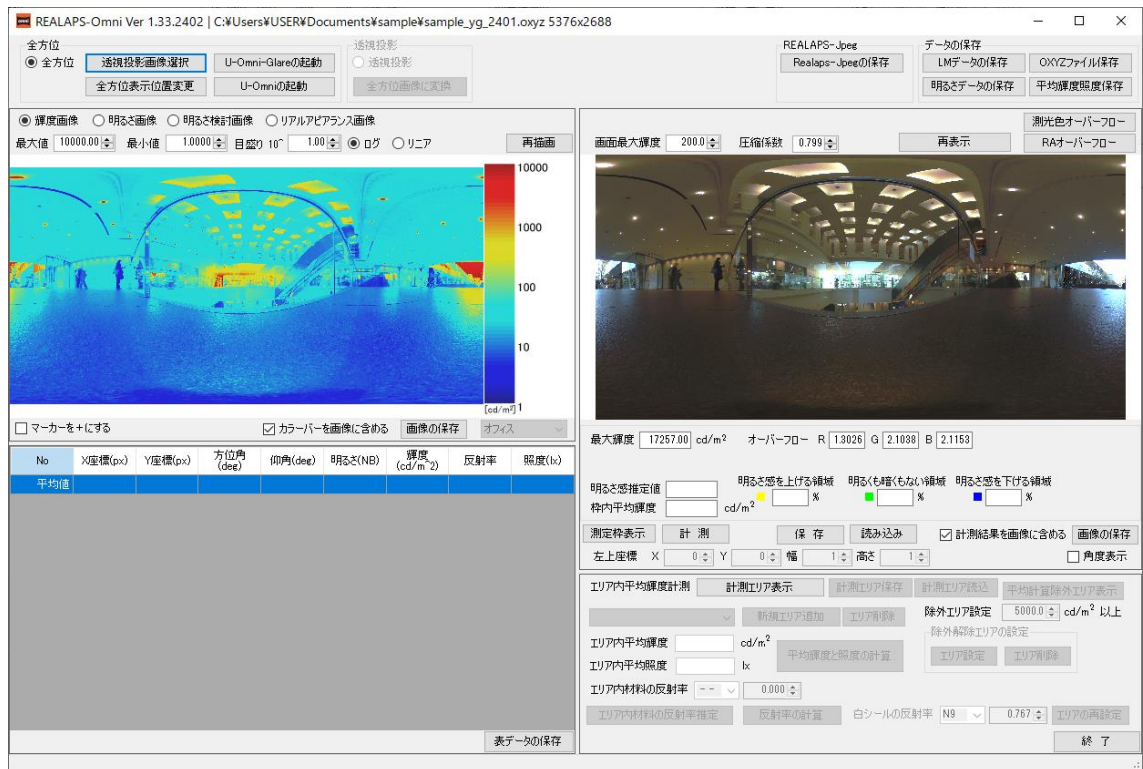 REALAPS-Omni Ver 1.33.2402 | C:¥Users¥USER¥Documents¥sample¥sample_yg_2401.oxyz 5376x2688
全方位
全方位 透視投影画像選択 U-Omni-Glareの起動
全方位表示位置変更 U-Omniの起動
透視投影
透視投影
全方位画像に変換
REALAPS-Jpeg
Realaps-Jpegの保存
データの保存
LMデータの保存 OXYZファイル保存
明るさデータの保存 平均輝度照度保存
輝度画像 明るさ画像 明るさ検討画像 リアルアピアランス画像
最大値 10000.00 最小値 1.0000 目盛り 10^ 1.00 ログ リニア 再描画
10000
1000
100
10
[cd/m²] 1
マーカーを+にする カラーバーを画像に含める 画像の保存 オフィス
No X座標(px) Y座標(px) 方位角(deg) 仰角(deg) 明るさ(NB) 輝度(cd/m^2) 反射率 照度(lx)
平均値
表データの保存
測光色オーバーフロー
画面最大輝度 200.0 圧縮係数 0.799 再表示 RAオーバーフロー
最大輝度 17257.00 cd/m² オーバーフロー R 1.3026 G 2.1038 B 2.1153
明るさ感推定値 明るさ感を上げる領域 明るくも暗くもない領域 明るさ感を下げる領域
% % %
枠内平均輝度 cd/m²
測定枠表示 計 測 保 存 読み込み 計測結果を画像に含める 画像の保存
左上座標 X 0 Y 0 幅 1 高さ 1 角度表示
エリア内平均輝度計測 計測エリア表示 計測エリア保存 計測エリア読込 平均計算除外エリア表示
新規エリア追加 エリア削除 除外エリア設定 5000.0 cd/m² 以上
除外解除エリアの設定
エリア内平均輝度 cd/m² 平均輝度と照度の計算 エリア設定 エリア削除
エリア内平均照度 lx
エリア内材料の反射率 -- 0.000
エリア内材料の反射率推定 反射率の計算 白シールの反射率 N9 0.767 エリアの再設定
終 了